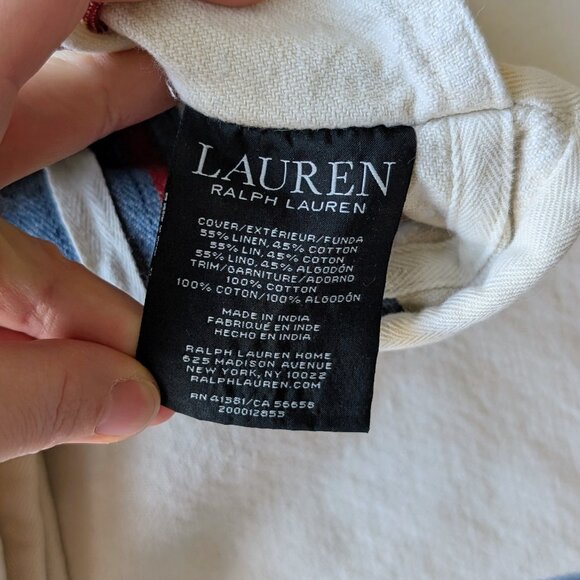 LAUREN
RALPH LAUREN
COVER/EXTÉRIEUR/FUNDA
55% LINEN, 45% COTTON
55% LIN, 45% COTON
55% LINO, 45% ALGODÓN
TRIM/GARNITURE/ADORNO
100% COTTON
100% COTON/100% ALGODÓN
MADE IN INDIA
FABRIQUÉ EN INDE
HECHO EN INDIA
RALPH LAUREN HOME
625 MADISON AVENUE
NEW YORK, NY 10022
RALPHLAUREN.COM
RN 41381/CA 56658
200012853